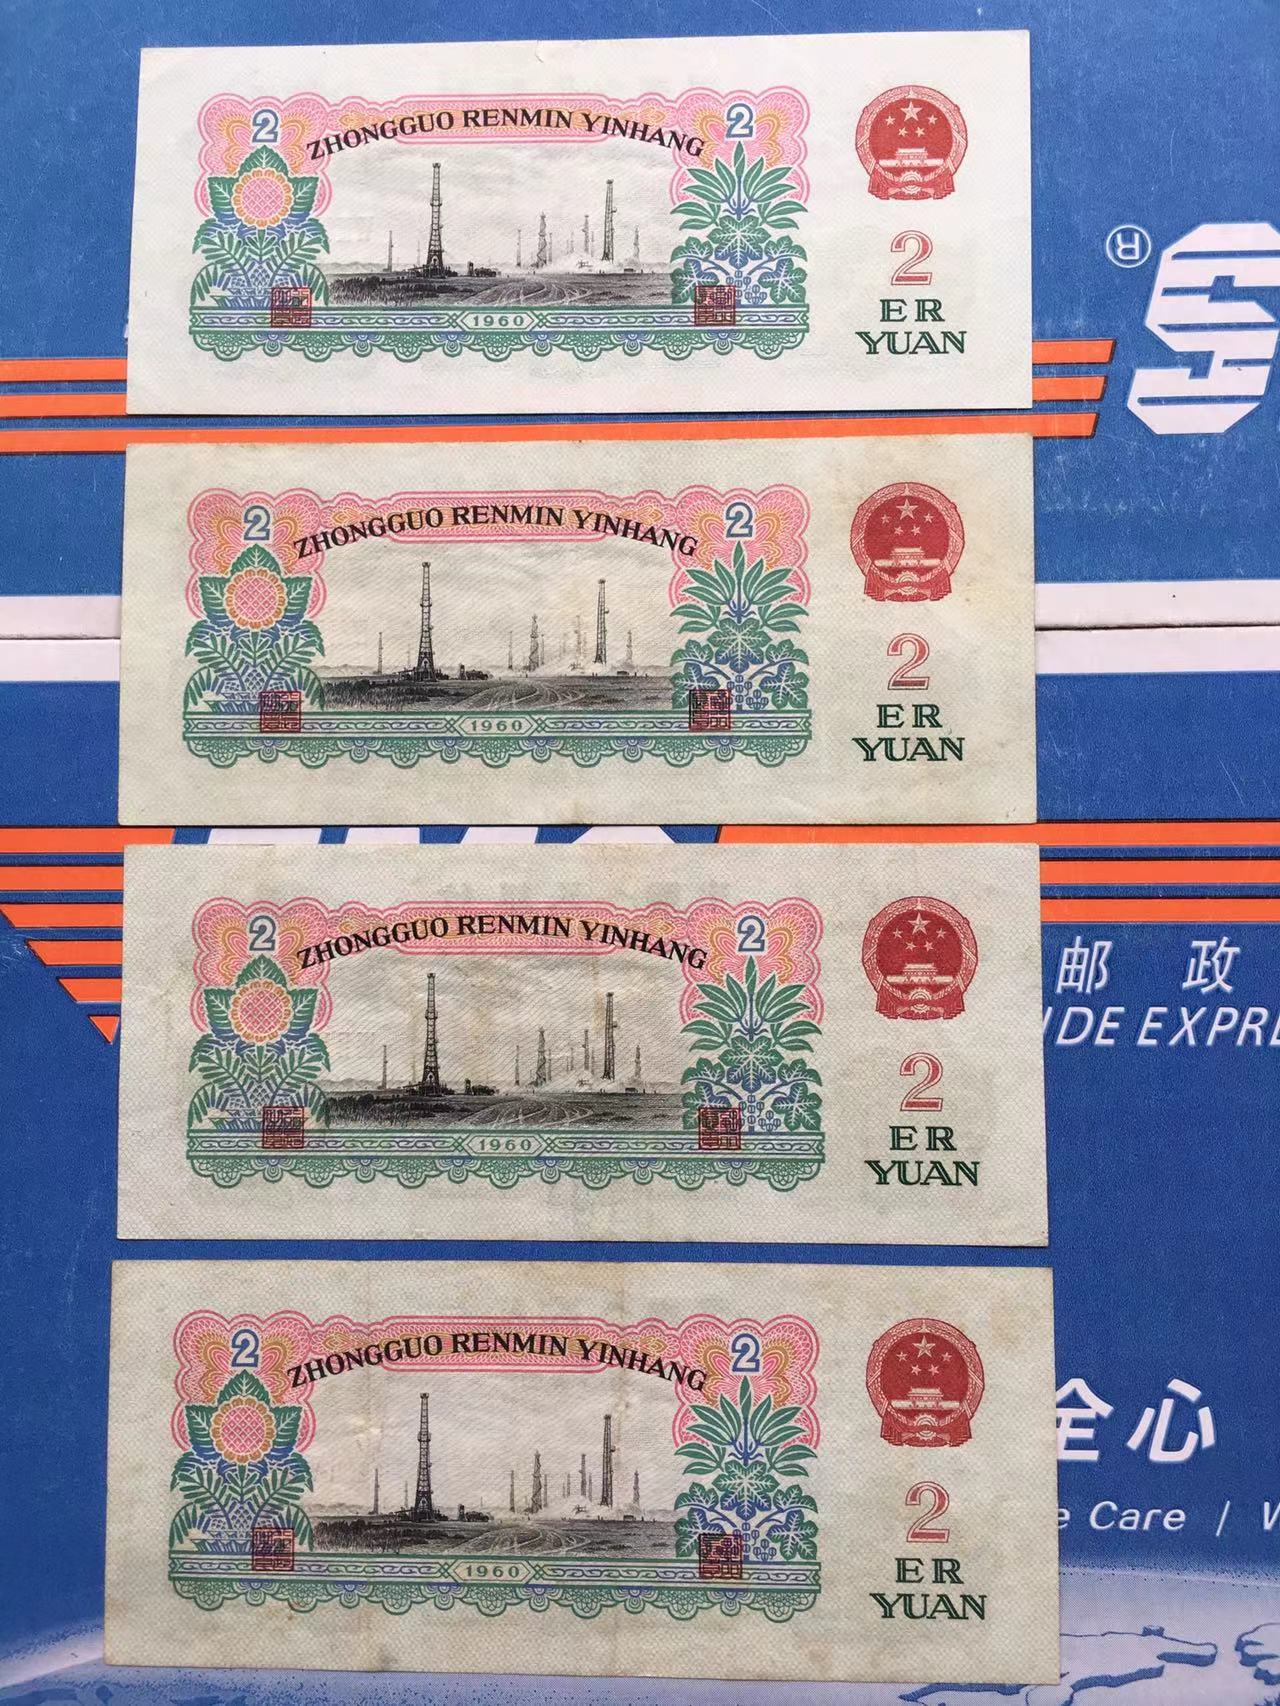 2 ZHONGGUO RENMIN YINHANG 2
2
ER
YUAN
1960
®
S
2 ZHONGGUO RENMIN YINHANG 2
2
ER
YUAN
1960
2 ZHONGGUO RENMIN YINHANG 2
邮 政
IDE EXPRE
2
ER
YUAN
1960
2 ZHONGGUO RENMIN YINHANG 2
全心
2
e Care / W
ER
YUAN
1960